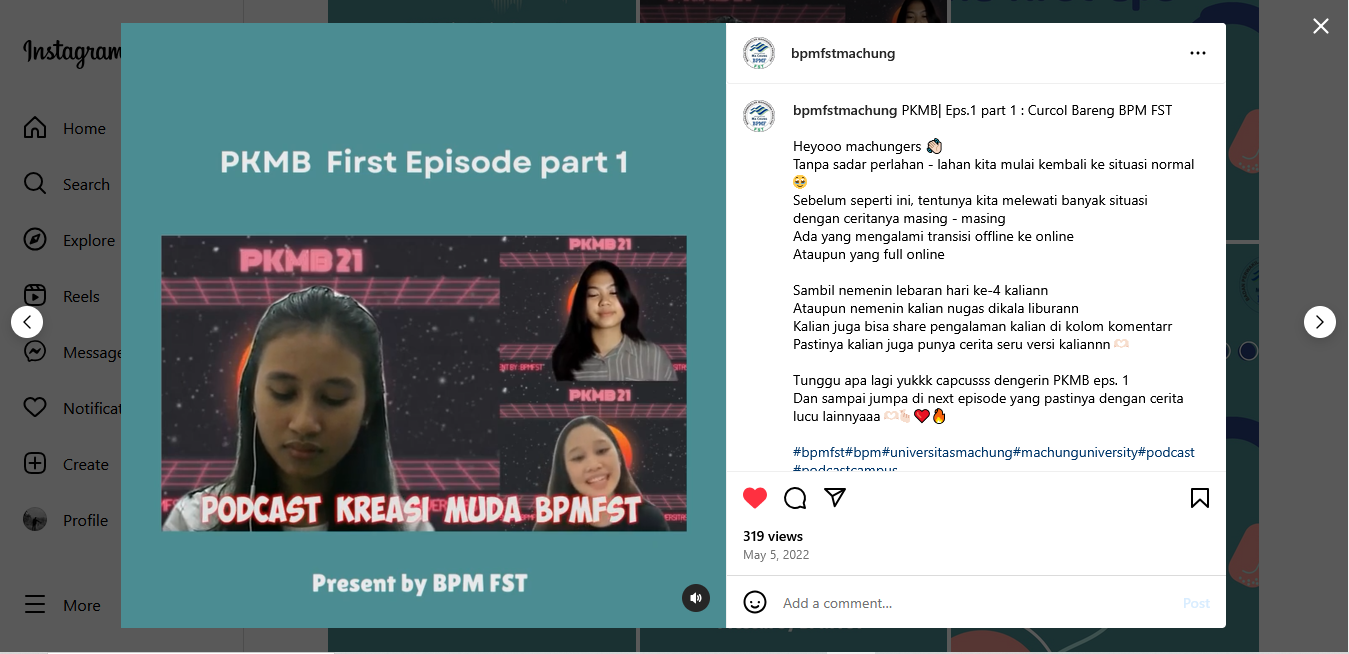 Instagram
Home
Search
Explore
Reels
Message
Notificat
Create
Profile
More
PKMB First Episode part 1
PKMB 21
PKMB 21
PKMB 21
PODCAST KREASI MUDA BPMFST
Present by BPM FST
bpmfstmachung
bpmfstmachung PKMB| Eps.1 part 1 : Curcol Bareng BPM FST
Heyooo machungers 👋🏻
Tanpa sadar perlahan - lahan kita mulai kembali ke situasi normal
🥹
Sebelum seperti ini, tentunya kita melewati banyak situasi
dengan ceritanya masing - masing
Ada yang mengalami transisi offline ke online
Ataupun yang full online
Sambil nemenin lebaran hari ke-4 kaliann
Ataupun nemenin kalian nugas dikala liburann
Kalian juga bisa share pengalaman kalian di kolom komentarr
Pastinya kalian juga punya cerita seru versi kaliannn 🫶🏻
Tunggu apa lagi yukkk capcusss dengerin PKMB eps. 1
Dan sampai jumpa di next episode yang pastinya dengan cerita
lucu lainnyaaa 🫶🏻👋🏻❤️🔥
#bpmfst#bpm#universitasmachung#machunguniversity#podcast
#podcastcampus
319 views
May 5, 2022
Add a comment...
Post